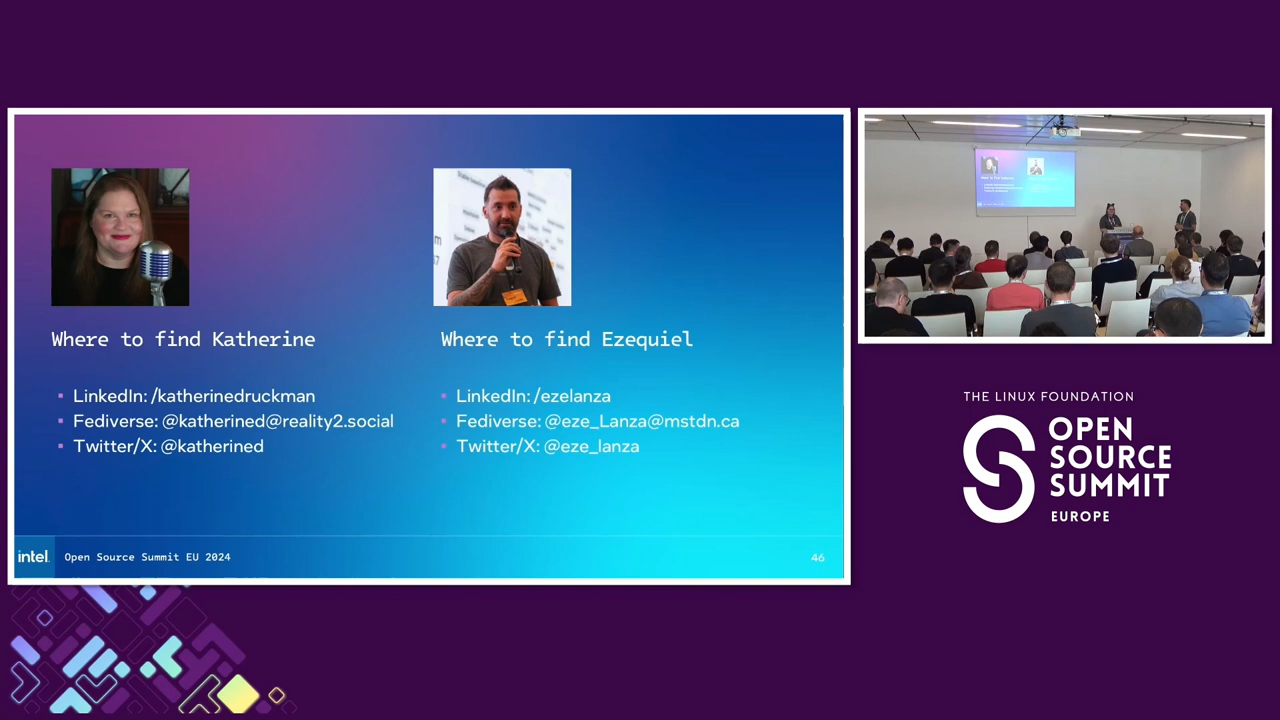 Where to find Katherine
LinkedIn: /katherinedruckman
Fediverse: @katherined@reality2.social
Twitter/X: @katherined
Where to find Ezequiel
LinkedIn: /ezelanza
Fediverse: @eze_Lanza@mstdn.ca
Twitter/X: @eze_lanza
intel.
Open Source Summit EU 2024
46
THE LINUX FOUNDATION
OPEN
SOURCE
SUMMIT
EUROPE